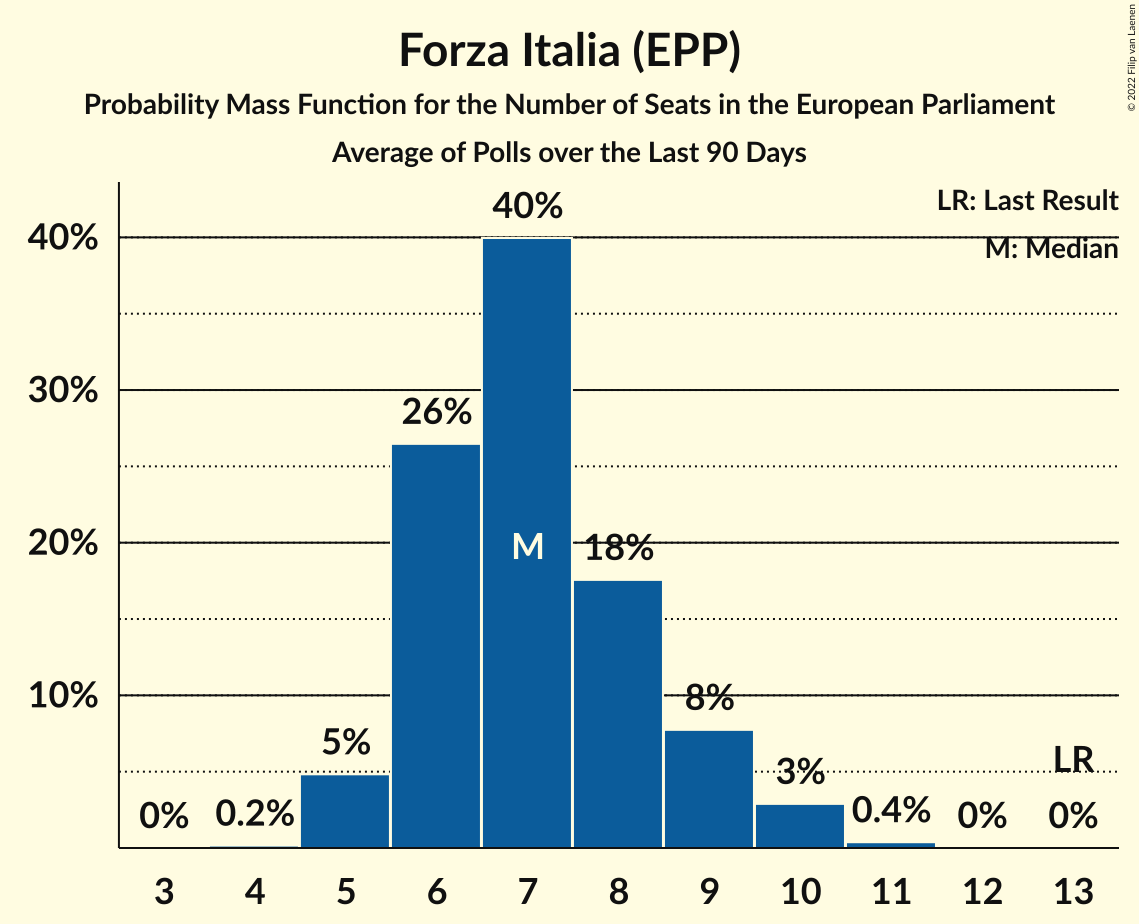 Forza Italia (EPP)
Probability Mass Function for the Number of Seats in the European Parliament
Average of Polls over the Last 90 Days
© 2022 Filip van Laenen
LR: Last Result
M: Median
40%
30%
20%
10%
0%
0.2%
5%
26%
40%
M
18%
8%
3%
0.4%
0%
LR
0%
3 4 5 6 7 8 9 10 11 12 13